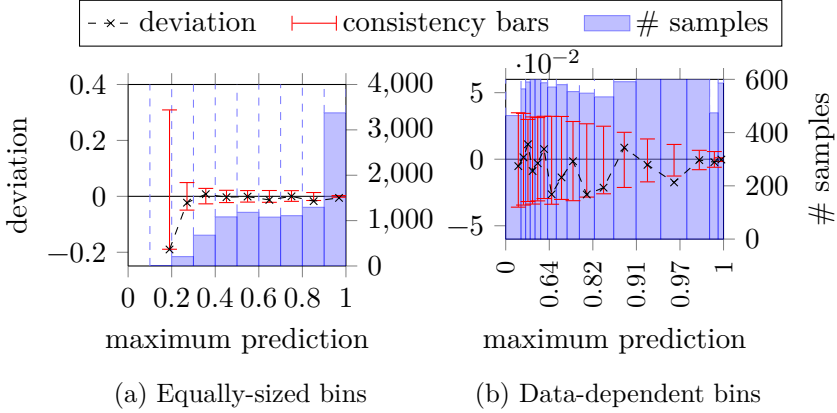 deviation consistency bars # samples
·10⁻²
0.4 4,000 5 600
0.2 3,000 400
0 2,000 0 200
−0.2 1,000 −5 0
0
deviation # samples
0 0.2 0.4 0.6 0.8 1 0 0.64 0.82 0.91 0.97 1
maximum prediction maximum prediction
(a) Equally-sized bins (b) Data-dependent bins